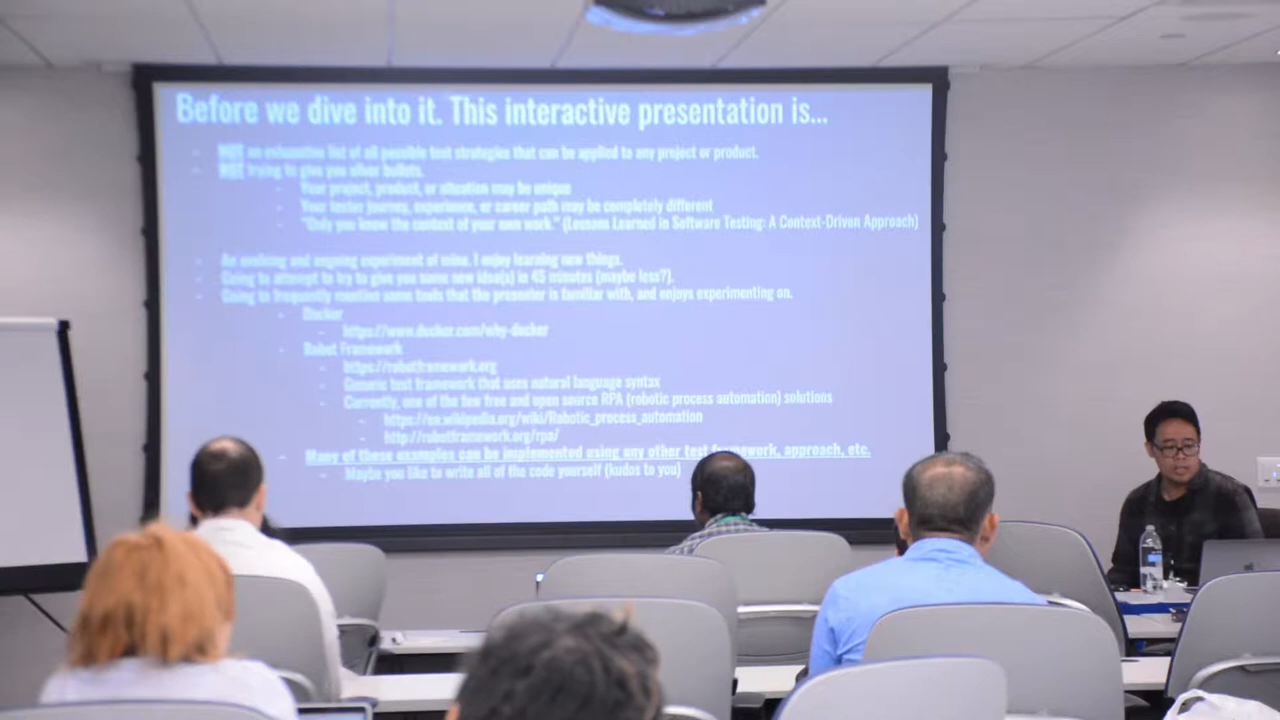 Before we dive into it. This interactive presentation is...
- NOT an exhaustive list of all possible test strategies that can be applied to any project or product.
- NOT trying to give you silver bullets.
- Your project, product, or situation may be unique
- Your tester journey, experience, or career path may be completely different
- "Only you know the context of your own work." (Lessons Learned in Software Testing: A Context-Driven Approach)
- An evolving and ongoing experiment of mine. I enjoy learning new things.
- Going to attempt to try to give you some new idea(s) in 45 minutes (maybe less?).
- Going to frequently mention some tools that the presenter is familiar with, and enjoys experimenting on.
- Docker
- https://www.docker.com/why-docker
- Robot Framework
- https://robotframework.org
- Generic test framework that uses natural language syntax
- Currently, one of the few free and open source RPA (robotic process automation) solutions
- https://en.wikipedia.org/wiki/Robotic_process_automation
- http://robotframework.org/rpa/
- Many of these examples can be implemented using any other test framework, approach, etc.
- Maybe you like to write all of the code yourself (kudos to you)